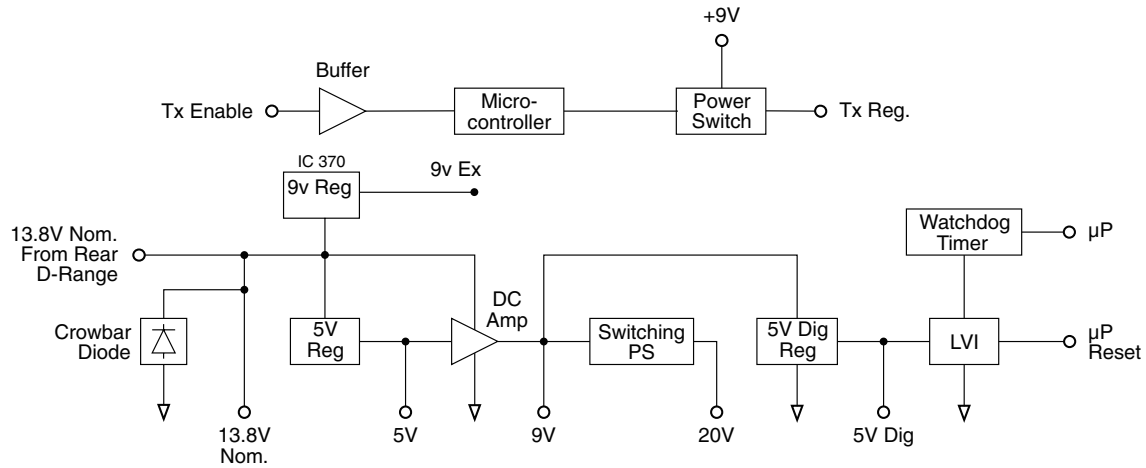 +9V
Buffer
Tx Enable
Micro-
controller
Power
Switch
Tx Reg.
IC 370
9v Reg
9v Ex
13.8V Nom.
From Rear
D-Range
Watchdog
Timer
µP
Crowbar
Diode
5V
Reg
DC
Amp
Switching
PS
5V Dig
Reg
LVI
µP
Reset
13.8V
Nom.
5V
9V
20V
5V Dig